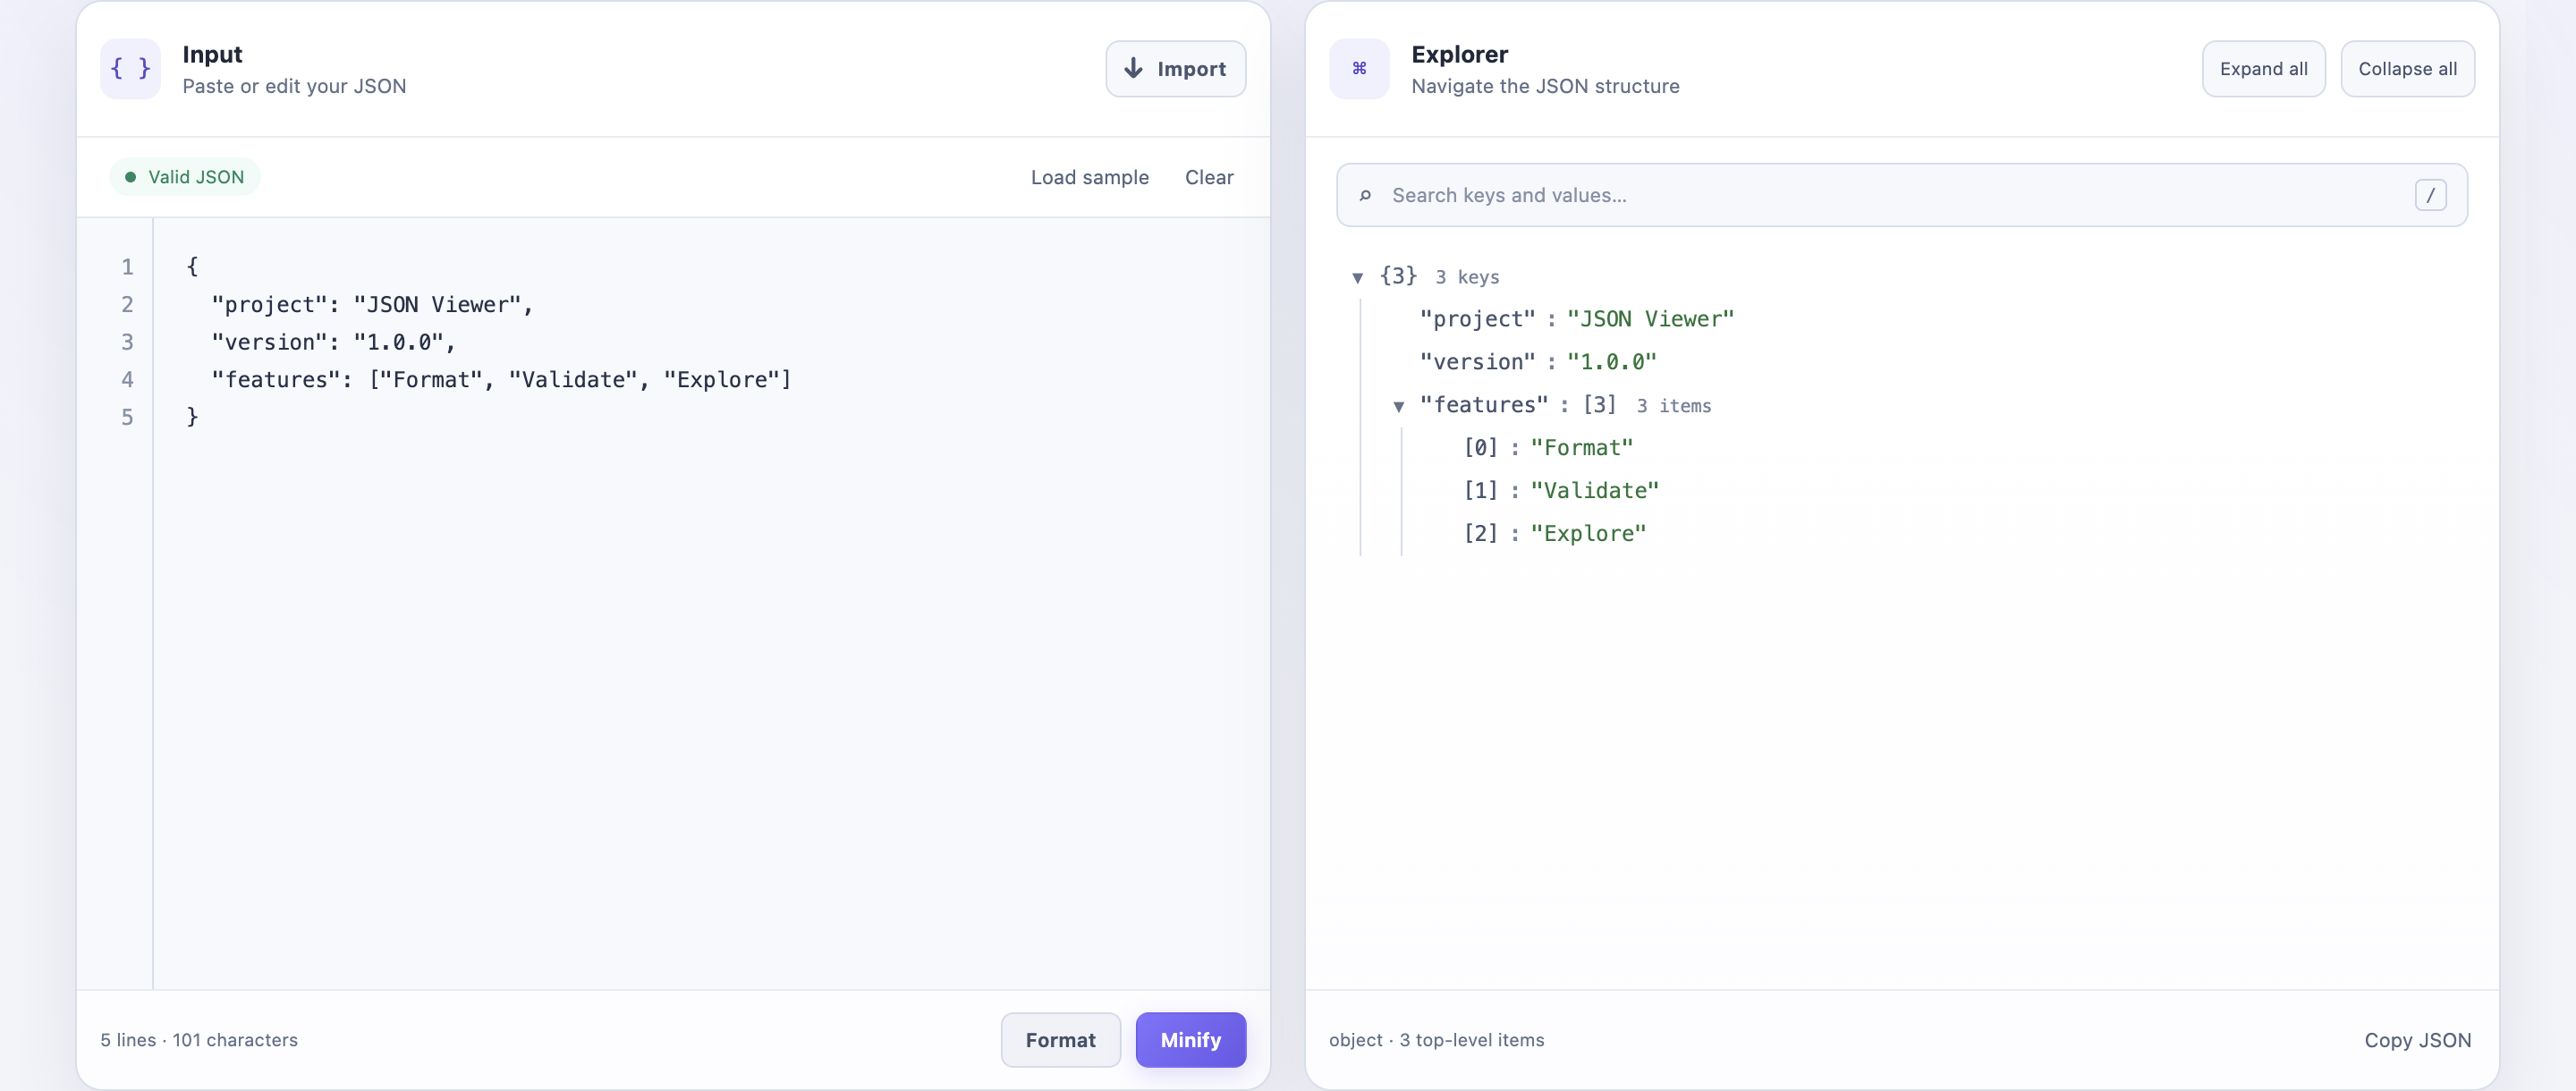 { } Input
Paste or edit your JSON
↓ Import
Valid JSON
Load sample Clear
1 {
2   "project": "JSON Viewer",
3   "version": "1.0.0",
4   "features": ["Format", "Validate", "Explore"]
5 }
5 lines · 101 characters
Format Minify
⌘ Explorer
Navigate the JSON structure
Expand all Collapse all
Search keys and values... /
▼ {3} 3 keys
"project" : "JSON Viewer"
"version" : "1.0.0"
▼ "features" : [3] 3 items
[0] : "Format"
[1] : "Validate"
[2] : "Explore"
object · 3 top-level items
Copy JSON